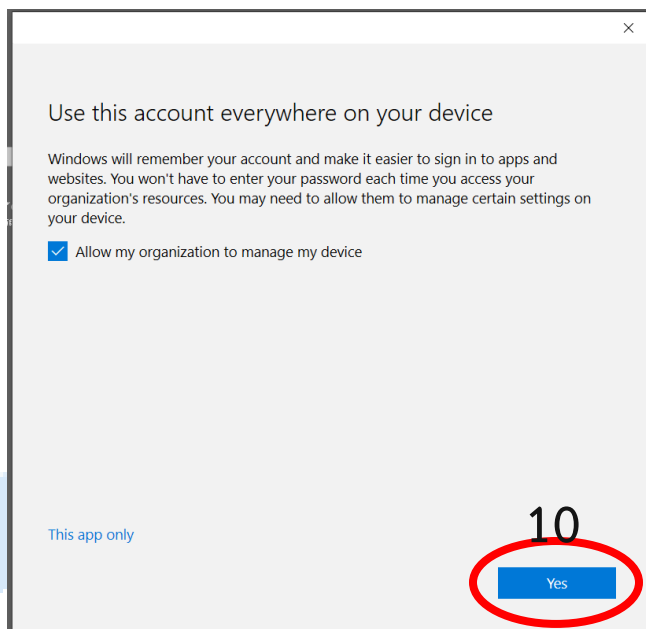 Use this account everywhere on your device
Windows will remember your account and make it easier to sign in to apps and
websites. You won't have to enter your password each time you access your
organization's resources. You may need to allow them to manage certain settings on
your device.
Allow my organization to manage my device
This app only
10
Yes